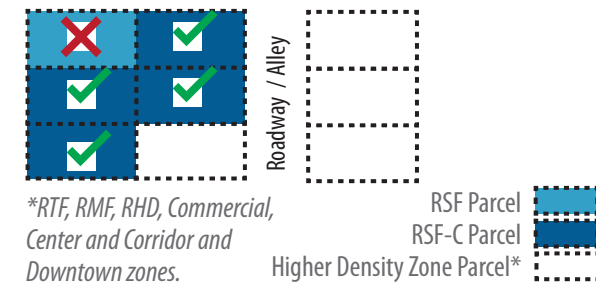 Roadway / Alley
*RTF, RMF, RHD, Commercial,
Center and Corridor and
Downtown zones.
RSF Parcel
RSF-C Parcel
Higher Density Zone Parcel*